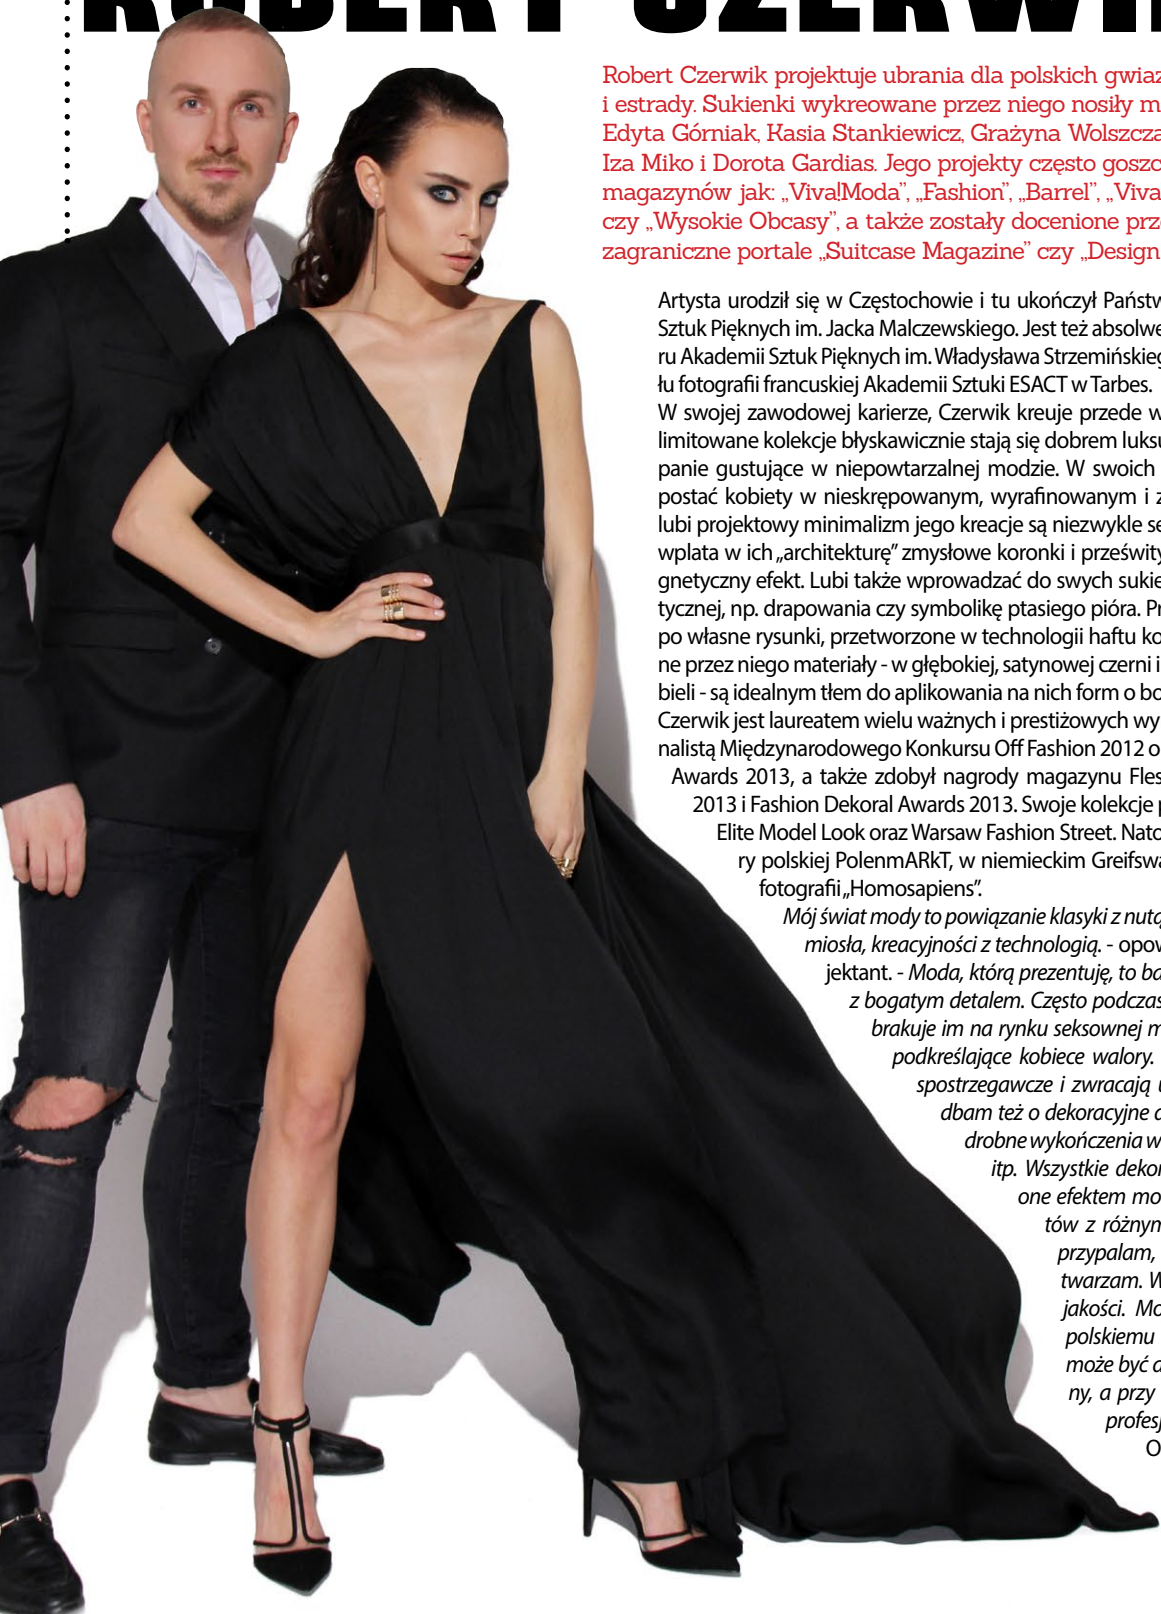 ROBERT CZERWI
Robert Czerwik projektuje ubrania dla polskich gwiaz
i estrady. Sukienki wykreowane przez niego nosiły m
Edyta Górniak, Kasia Stankiewicz, Grażyna Wolszcza
Iza Miko i Dorota Gardias. Jego projekty często goszc
magazynów jak: „Viva!Moda”, „Fashion”, „Barrel”, „Viva
czy „Wysokie Obcasy”, a także zostały docenione prz
zagraniczne portale „Suitcase Magazine” czy „Design
Artysta urodził się w Częstochowie i tu ukończył Państw
Sztuk Pięknych im. Jacka Malczewskiego. Jest też absolwe
ru Akademii Sztuk Pięknych im. Władysława Strzemińskieg
łu fotografii francuskiej Akademii Sztuki ESACT w Tarbes.
W swojej zawodowej karierze, Czerwik kreuje przede w
limitowane kolekcje błyskawicznie stają się dobrem luksu
panie gustujące w niepowtarzalnej modzie. W swoich
postać kobiety w nieskrępowanym, wyrafinowanym i z
lubi projektowy minimalizm jego kreacje są niezwykle se
wplata w ich „architekturę” zmysłowe koronki i prześwity
gnetyczny efekt. Lubi także wprowadzać do swych sukie
tycznej, np. drapowania czy symbolikę ptasiego pióra. Pr
po własne rysunki, przetworzone w technologii haftu ko
ne przez niego materiały - w głębokiej, satynowej czerni i
bieli - są idealnym tłem do aplikowania na nich form o bo
Czerwik jest laureatem wielu ważnych i prestiżowych wy
nalistą Międzynarodowego Konkursu Off Fashion 2012 o
Awards 2013, a także zdobył nagrody magazynu Fles
2013 i Fashion Dekoral Awards 2013. Swoje kolekcje p
Elite Model Look oraz Warsaw Fashion Street. Nato
ry polskiej PolenmARkT, w niemieckim Greifswa
fotografii „Homosapiens”.
Mój świat mody to powiązanie klasyki z nutą
miosła, kreacyjności z technologią. - opow
jektant. - Moda, którą prezentuję, to ba
z bogatym detalem. Często podczas
brakuje im na rynku seksownej m
podkreślające kobiece walory.
spostrzegawcze i zwracają u
dbam też o dekoracyjne d
drobne wykończenia w
itp. Wszystkie dekor
one efektem mo
tów z różnym
przypalam,
twarzam. W
jakości. Mo
polskiemu
może być d
ny, a przy
profesj
O